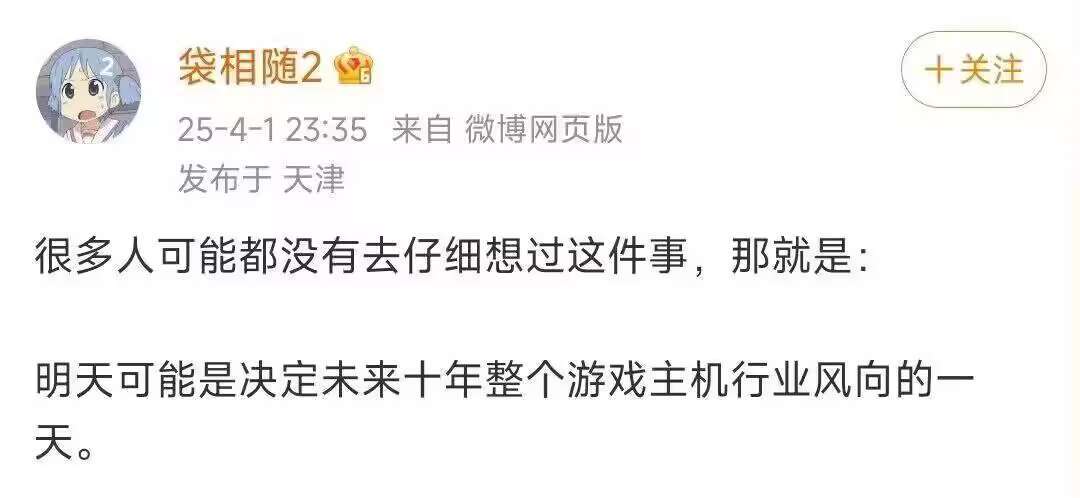 袋相随2
6
2
+关注
25-4-1 23:35 来自 微博网页版
发布于 天津
很多人可能都没有去仔细想过这件事，那就是：
明天可能是决定未来十年整个游戏主机行业风向的一
天。